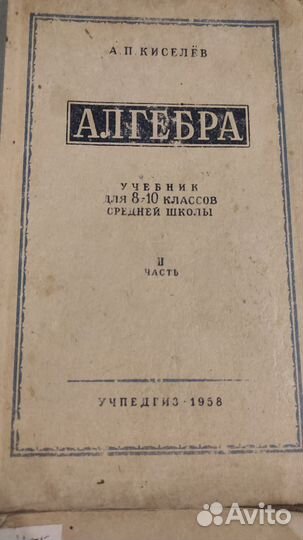 А.П. КИСЕЛЁВ
АЛГЕБРА
УЧЕБНИК
ДЛЯ 8-10 КЛАССОВ
СРЕДНЕЙ ШКОЛЫ
II
ЧАСТЬ
УЧПЕДГИЗ · 1958
Avito